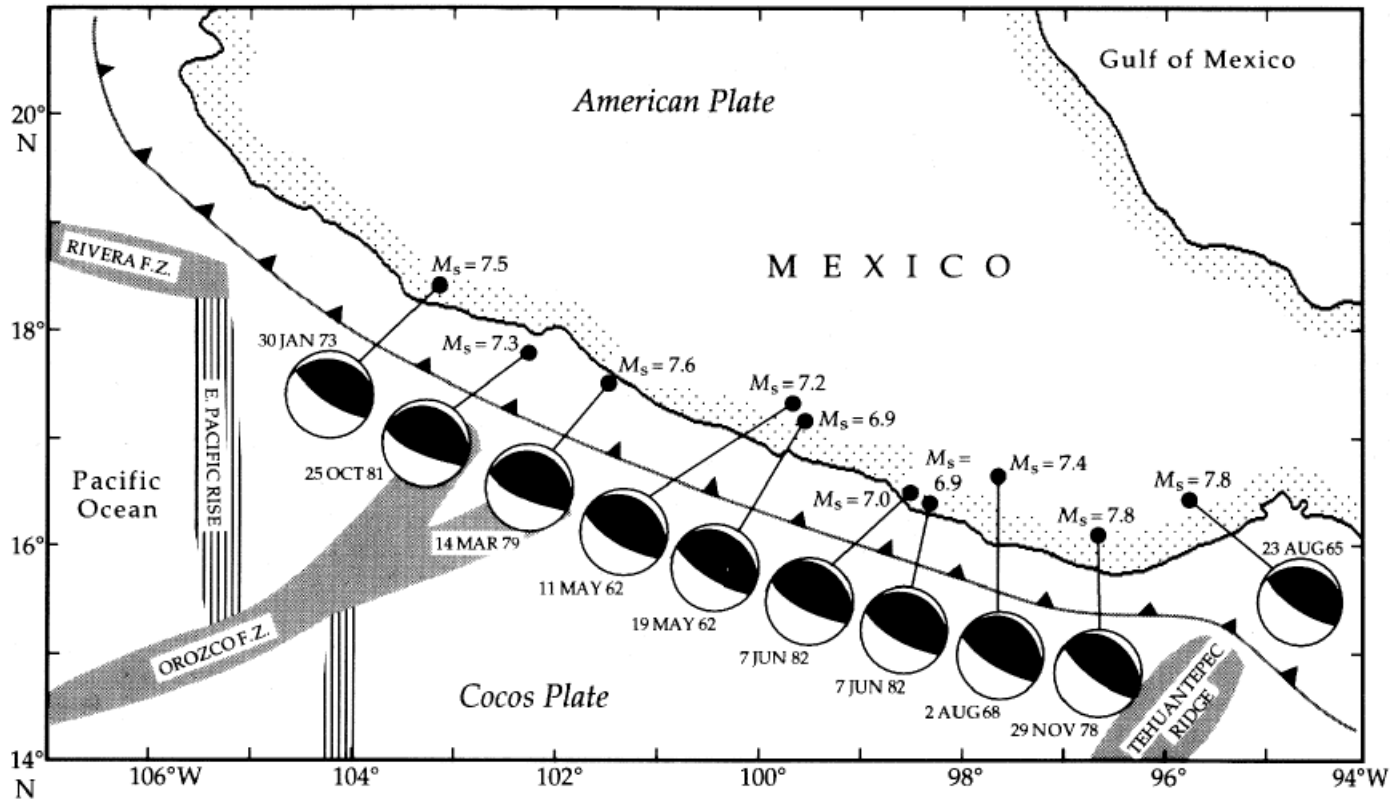 Gulf of Mexico
American Plate
20°
N
RIVERA F.Z.
Ms = 7.5
MEXICO
18°
30 JAN 73
Ms = 7.3
Ms = 7.6
Ms = 7.2
Ms = 6.9
E. PACIFIC RISE
25 OCT 81
Ms =
6.9
Ms = 7.4
Ms = 7.8
Pacific
Ocean
Ms = 7.0
Ms = 7.8
16°
14 MAR 79
23 AUG 65
11 MAY 62
19 MAY 62
OROZCO F.Z.
7 JUN 82
7 JUN 82
Cocos Plate
2 AUG 68
29 NOV 78
TEHUANTEPEC
RIDGE
14°
N
106°W
104°
102°
100°
98°
96°
94°W